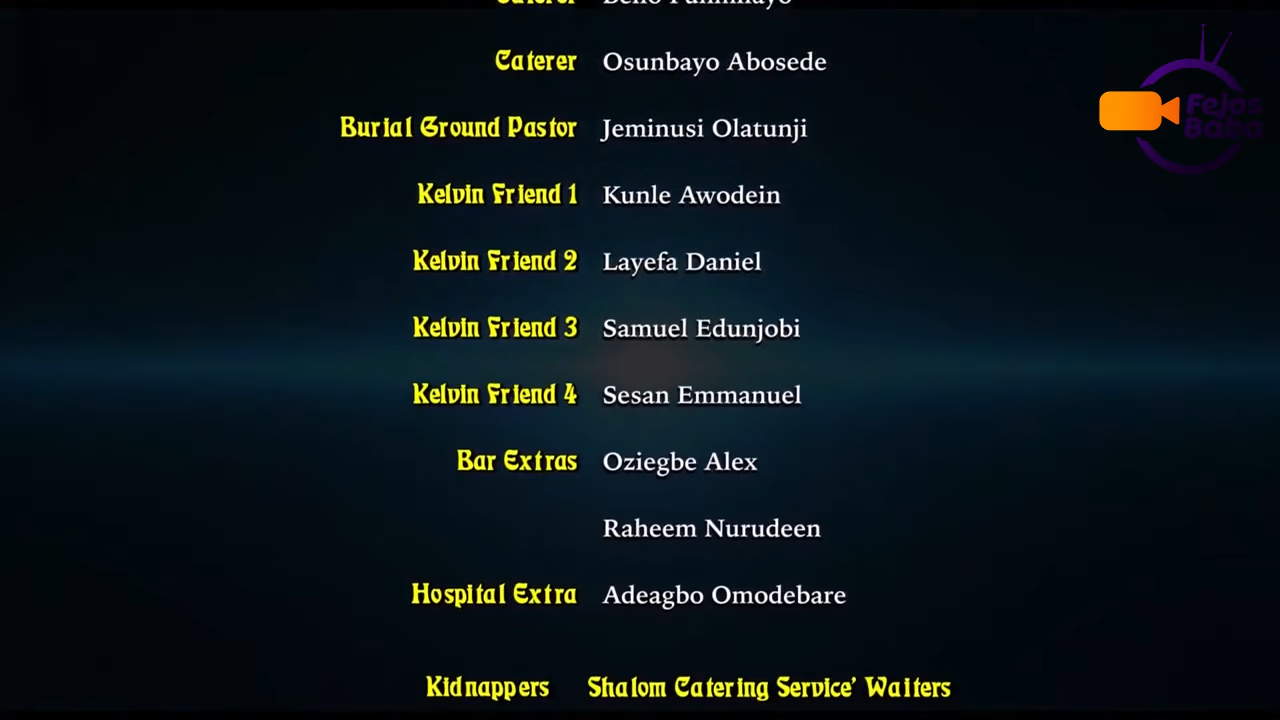 Caterer Osunbayo Abosede
Fejos
Baba
Burial Ground Pastor Jeminusi Olatunji
Kelvin Friend 1 Kunle Awodein
Kelvin Friend 2 Layefa Daniel
Kelvin Friend 3 Samuel Edunjobi
Kelvin Friend 4 Sesan Emmanuel
Bar Extras Oziegbe Alex
Raheem Nurudeen
Hospital Extra Adeagbo Omodebare
Kidnappers Shalom Catering Service' Waiters